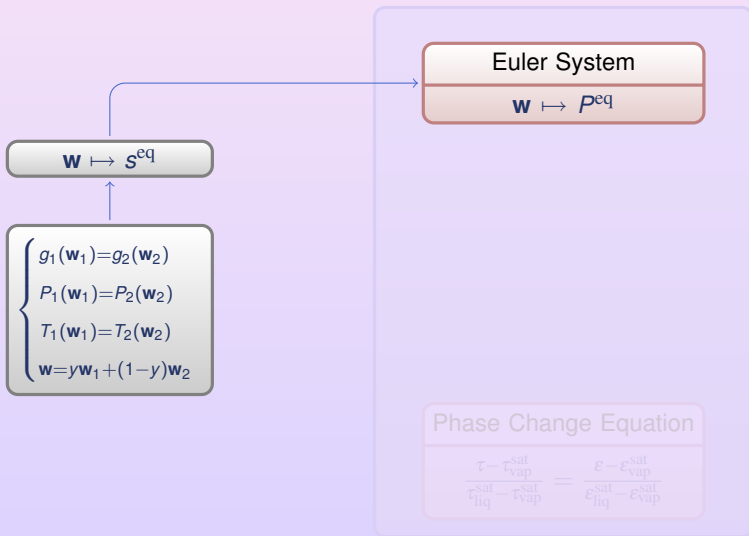 Euler System
w ↦ P^eq
w ↦ s^eq
g₁(w₁)=g₂(w₂)
P₁(w₁)=P₂(w₂)
T₁(w₁)=T₂(w₂)
w=yw₁+(1−y)w₂
Phase Change Equation
(τ−τ_vap^sat)/(τ_liq^sat−τ_vap^sat) = (ε−ε_vap^sat)/(ε_liq^sat−ε_vap^sat)